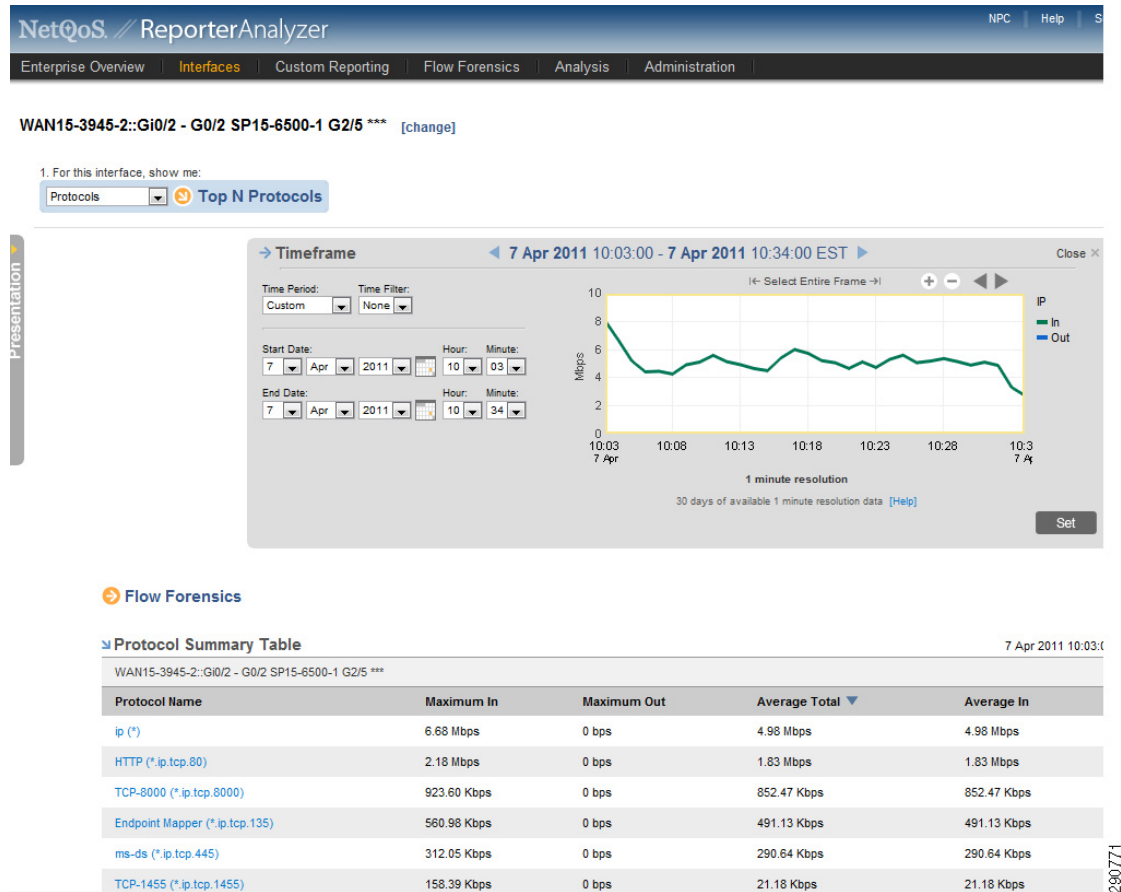 NetQoS. // ReporterAnalyzer
NPC Help S
Enterprise Overview Interfaces Custom Reporting Flow Forensics Analysis Administration
WAN15-3945-2::Gi0/2 - G0/2 SP15-6500-1 G2/5 *** [change]
1. For this interface, show me:
Protocols Top N Protocols
Presentation
Timeframe 7 Apr 2011 10:03:00 - 7 Apr 2011 10:34:00 EST Close ×
Time Period: Time Filter:
Custom None
Start Date: Hour: Minute:
7 Apr 2011 10 03
End Date: Hour: Minute:
7 Apr 2011 10 34
Select Entire Frame
Mbps
10
8
6
4
2
0
IP
In
Out
10:03 10:08 10:13 10:18 10:23 10:28 10:3
7 Apr 7 A
1 minute resolution
30 days of available 1 minute resolution data [Help]
Set
Flow Forensics
Protocol Summary Table 7 Apr 2011 10:03:0
WAN15-3945-2::Gi0/2 - G0/2 SP15-6500-1 G2/5 ***
Protocol Name Maximum In Maximum Out Average Total Average In
ip (*) 6.68 Mbps 0 bps 4.98 Mbps 4.98 Mbps
HTTP (*.ip.tcp.80) 2.18 Mbps 0 bps 1.83 Mbps 1.83 Mbps
TCP-8000 (*.ip.tcp.8000) 923.60 Kbps 0 bps 852.47 Kbps 852.47 Kbps
Endpoint Mapper (*.ip.tcp.135) 560.98 Kbps 0 bps 491.13 Kbps 491.13 Kbps
ms-ds (*.ip.tcp.445) 312.05 Kbps 0 bps 290.64 Kbps 290.64 Kbps
TCP-1455 (*.ip.tcp.1455) 158.39 Kbps 0 bps 21.18 Kbps 21.18 Kbps
290771